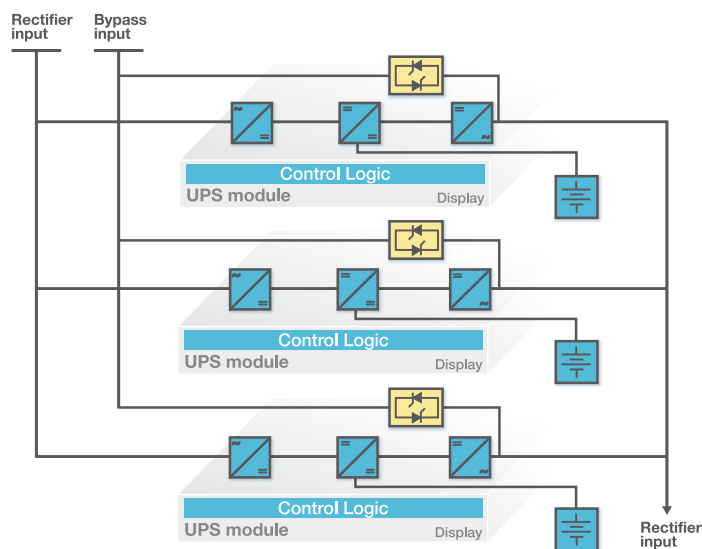 Rectifier
input
Bypass
input
Control Logic
UPS module
Display
Control Logic
UPS module
Display
Control Logic
UPS module
Display
Rectifier
input